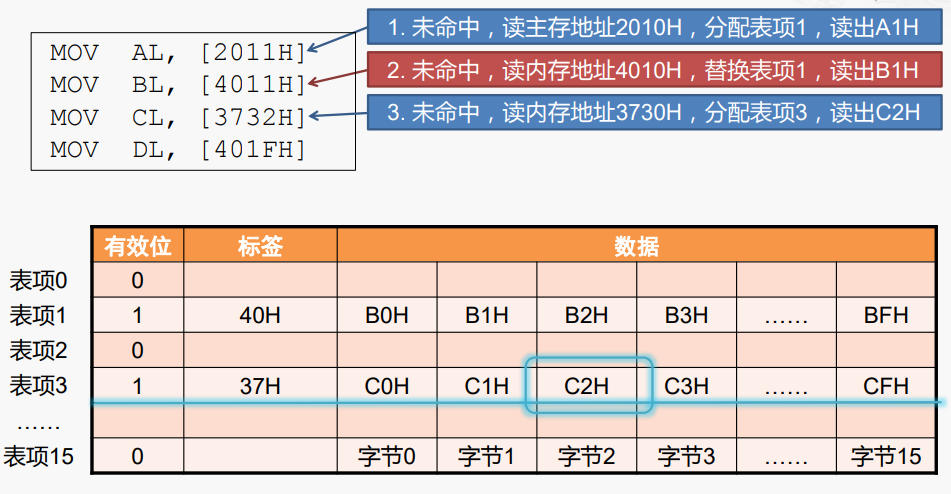 MOV AL, [2011H]
MOV BL, [4011H]
MOV CL, [3732H]
MOV DL, [401FH]
1. 未命中，读主存地址2010H，分配表项1，读出A1H
2. 未命中，读内存地址4010H，替换表项1，读出B1H
3. 未命中，读内存地址3730H，分配表项3，读出C2H
有效位 标签 数据
表项0 0
表项1 1 40H B0H B1H B2H B3H …… BFH
表项2 0
表项3 1 37H C0H C1H C2H C3H …… CFH
……
表项15 0 字节0 字节1 字节2 字节3 …… 字节15